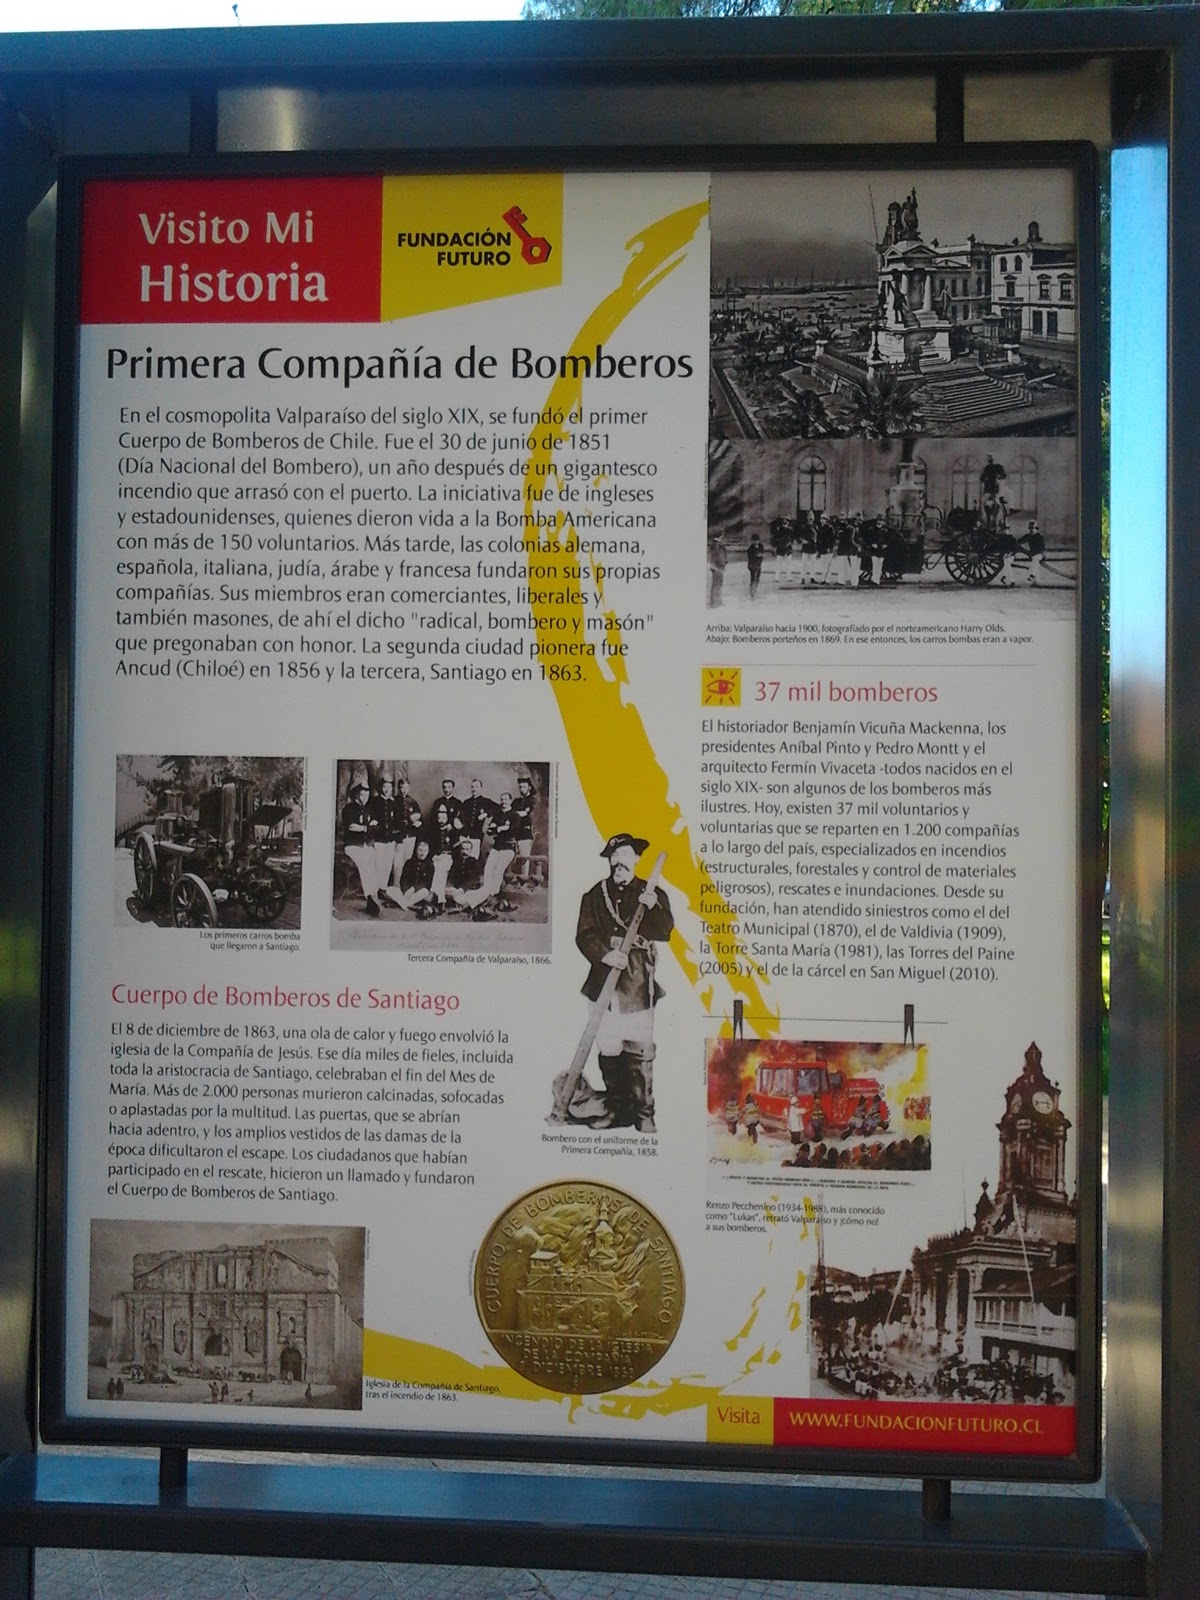 Visito Mi
Historia
FUNDACIÓN
FUTURO
Primera Compañía de Bomberos
En el cosmopolita Valparaíso del siglo XIX, se fundó el primer
Cuerpo de Bomberos de Chile. Fue el 30 de junio de 1851
(Día Nacional del Bombero), un año después de un gigantesco
incendio que arrasó con el puerto. La iniciativa fue de ingleses
y estadounidenses, quienes dieron vida a la Bomba Americana
con más de 150 voluntarios. Más tarde, las colonias alemana,
española, italiana, judía, árabe y francesa fundaron sus propias
compañías. Sus miembros eran comerciantes, liberales y
también masones, de ahí el dicho "radical, bombero y masón"
que pregonaban con honor. La segunda ciudad pionera fue
Ancud (Chiloé) en 1856 y la tercera, Santiago en 1863.
Los primeros carros bomba
que llegaron a Santiago.
Tercera Compañía de Valparaíso, 1866.
Cuerpo de Bomberos de Santiago
El 8 de diciembre de 1863, una ola de calor y fuego envolvió la
iglesia de la Compañía de Jesús. Ese día miles de fieles, incluida
toda la aristocracia de Santiago, celebraban el fin del Mes de
María. Más de 2.000 personas murieron calcinadas, sofocadas
o aplastadas por la multitud. Las puertas, que se abrían
hacia adentro, y los amplios vestidos de las damas de la
época dificultaron el escape. Los ciudadanos que habían
participado en el rescate, hicieron un llamado y fundaron
el Cuerpo de Bomberos de Santiago.
Iglesia de la Compañía de Santiago,
tras el incendio de 1863.
Bombero con el uniforme de la
Primera Compañía, 1858.
CUERPO DE BOMBEROS DE SANTIAGO
INCENDIO DE LA IGLESIA
DE LA COMPAÑIA
8 DICIEMBRE 1863
Arriba: Valparaíso hacia 1900, fotografiado por el norteamericano Harry Olds.
Abajo: Bomberos porteños en 1869. En ese entonces, los carros bombas eran a vapor.
37 mil bomberos
El historiador Benjamín Vicuña Mackenna, los
presidentes Aníbal Pinto y Pedro Montt y el
arquitecto Fermín Vivaceta -todos nacidos en el
siglo XIX- son algunos de los bomberos más
ilustres. Hoy, existen 37 mil voluntarios y
voluntarias que se reparten en 1.200 compañías
a lo largo del país, especializados en incendios
(estructurales, forestales y control de materiales
peligrosos), rescates e inundaciones. Desde su
fundación, han atendido siniestros como el del
Teatro Municipal (1870), el de Valdivia (1909),
la Torre Santa María (1981), las Torres del Paine
(2005) y el de la cárcel en San Miguel (2010).
Renzo Pecchenino (1934-1988), más conocido
como "Lukas", retrató Valparaíso y ¡cómo no!
a sus bomberos.
Visita
WWW.FUNDACIONFUTURO.CL